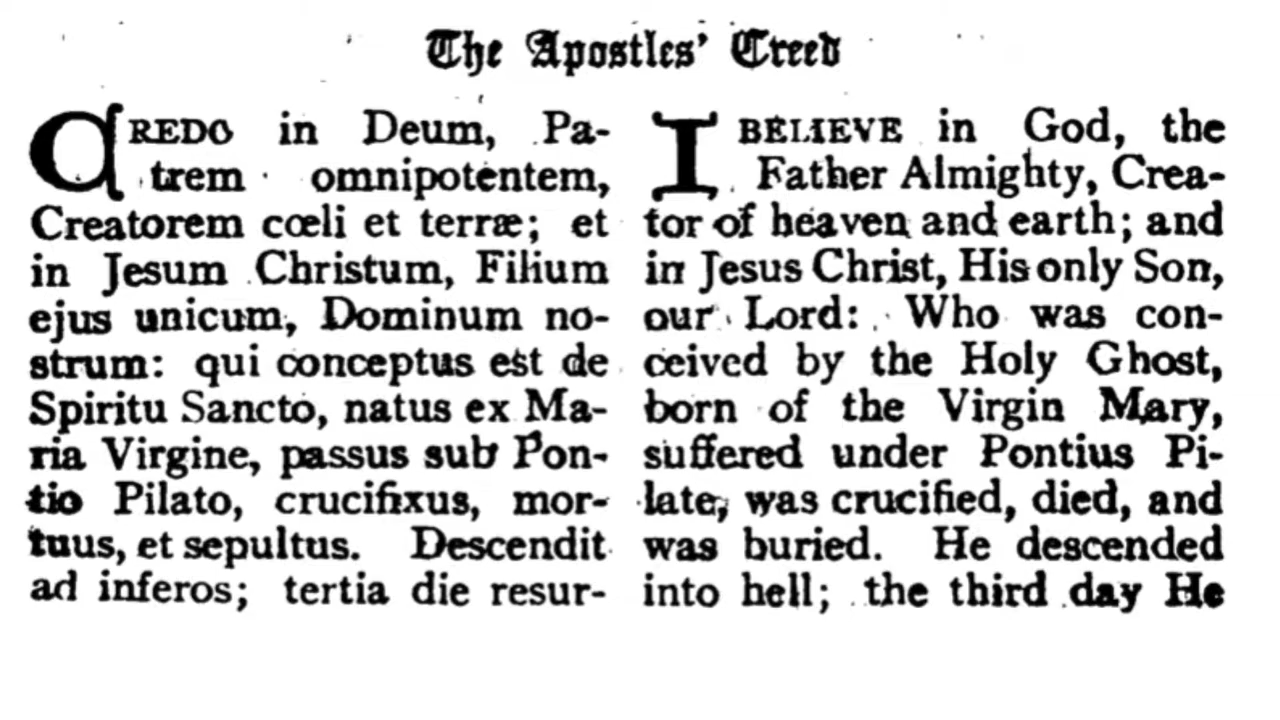 The Apostles' Creed
CREDO in Deum, Pa-
trem omnipotentem,
Creatorem cœli et terræ; et
in Jesum Christum, Filium
ejus unicum, Dominum no-
strum: qui conceptus est de
Spiritu Sancto, natus ex Ma-
ria Virgine, passus sub Pon-
tio Pilato, crucifixus, mor-
tuus, et sepultus. Descendit
ad inferos; tertia die resur-
I BELIEVE in God, the
Father Almighty, Crea-
tor of heaven and earth; and
in Jesus Christ, His only Son,
our Lord: Who was con-
ceived by the Holy Ghost,
born of the Virgin Mary,
suffered under Pontius Pi-
late, was crucified, died, and
was buried. He descended
into hell; the third day He